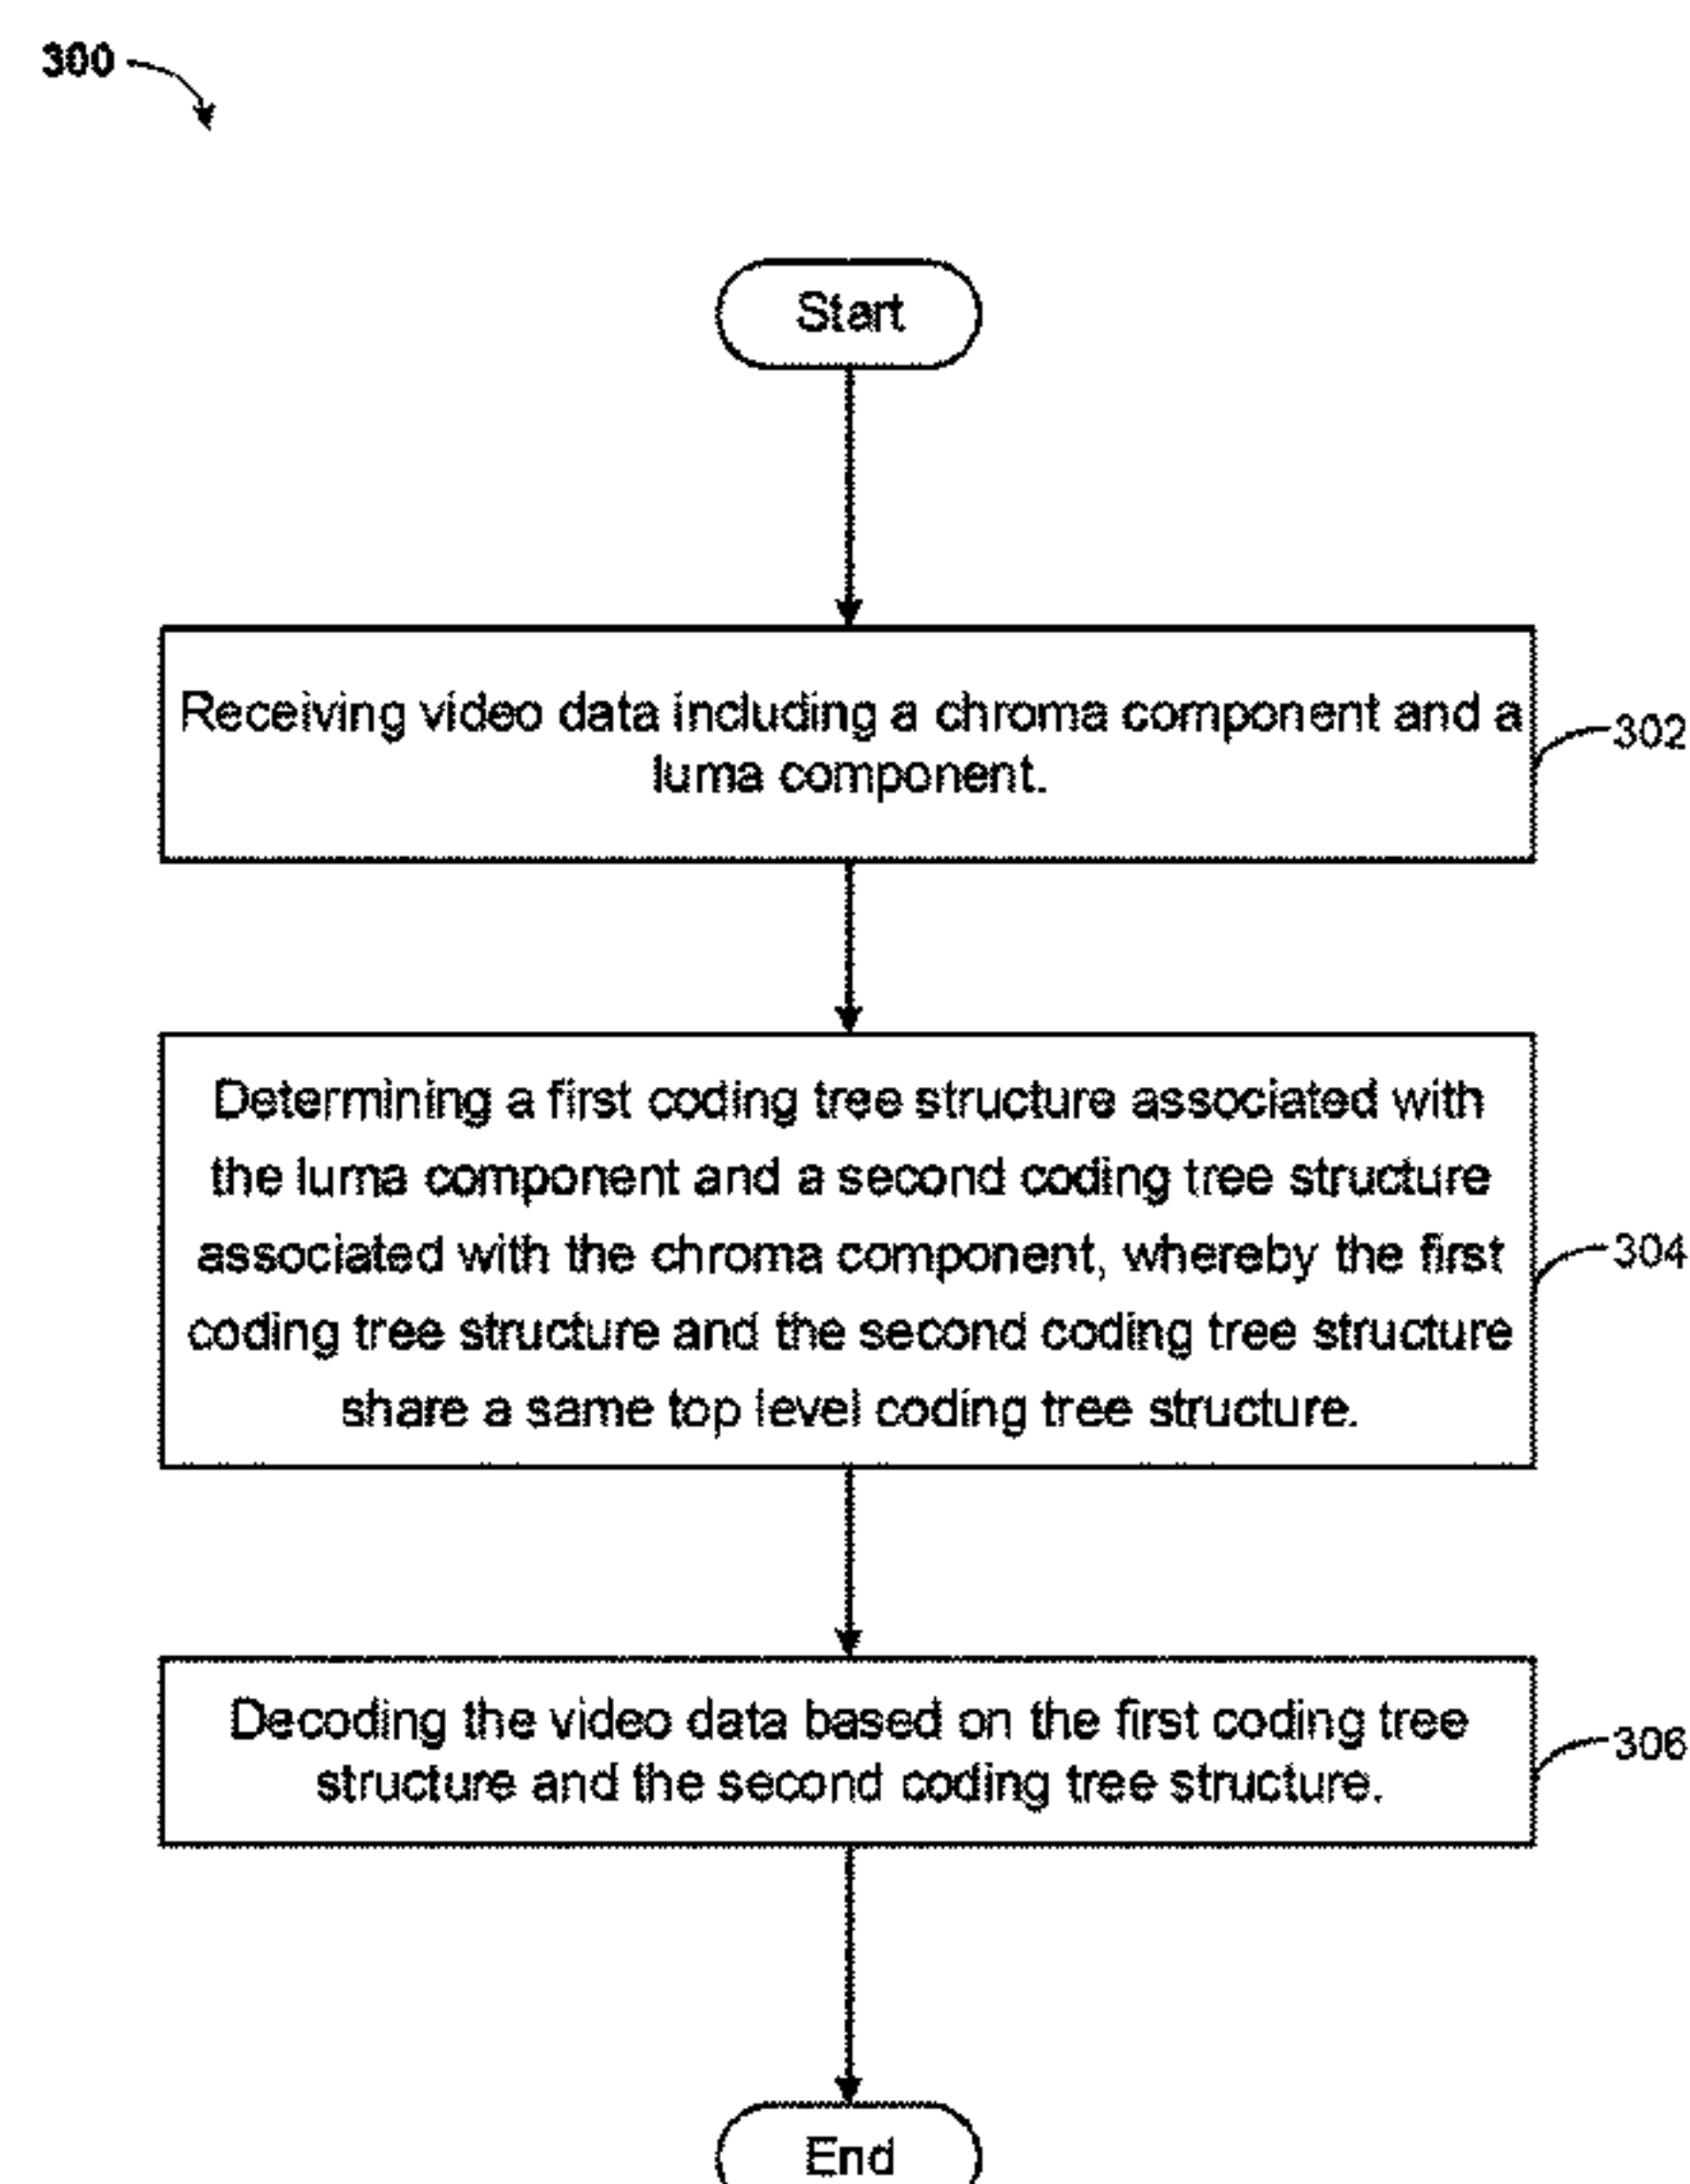 300
Start
Receiving video data including a chroma component and a
luma component.
302
Determining a first coding tree structure associated with
the luma component and a second coding tree structure
associated with the chroma component, whereby the first
coding tree structure and the second coding tree structure
share a same top level coding tree structure.
304
Decoding the video data based on the first coding tree
structure and the second coding tree structure.
306
End